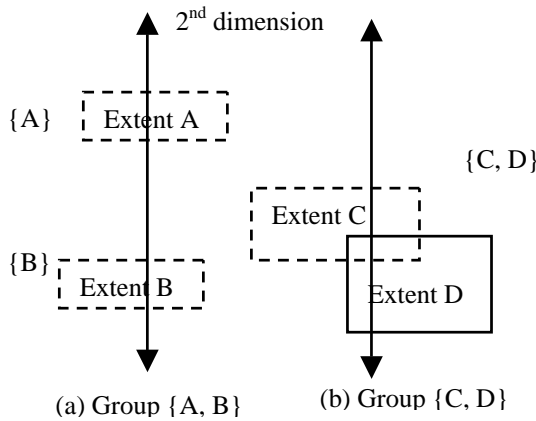 2nd dimension
{A}
Extent A
{C, D}
Extent C
{B}
Extent B
Extent D
(a) Group {A, B}
(b) Group {C, D}